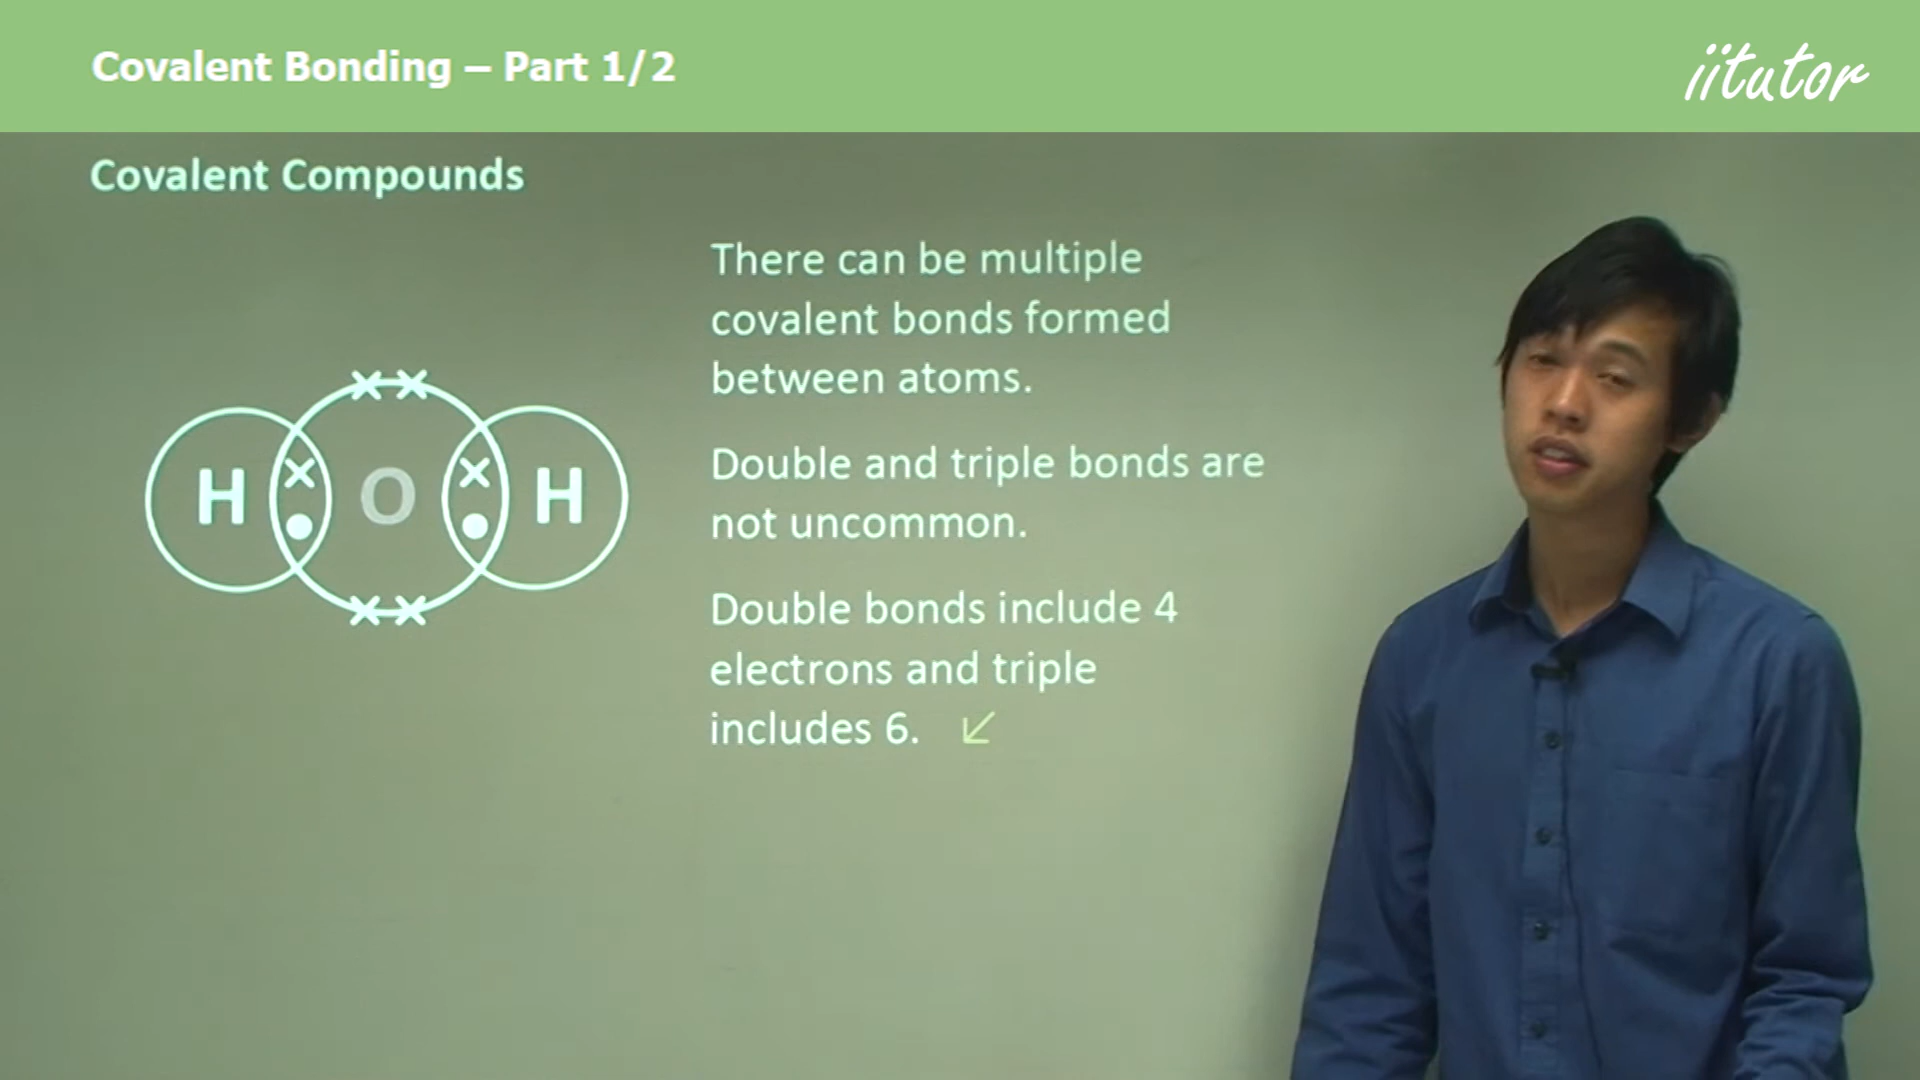 Covalent Bonding – Part 1/2
iitutor
Covalent Compounds
There can be multiple
covalent bonds formed
between atoms.
Double and triple bonds are
not uncommon.
Double bonds include 4
electrons and triple
includes 6.
H O H